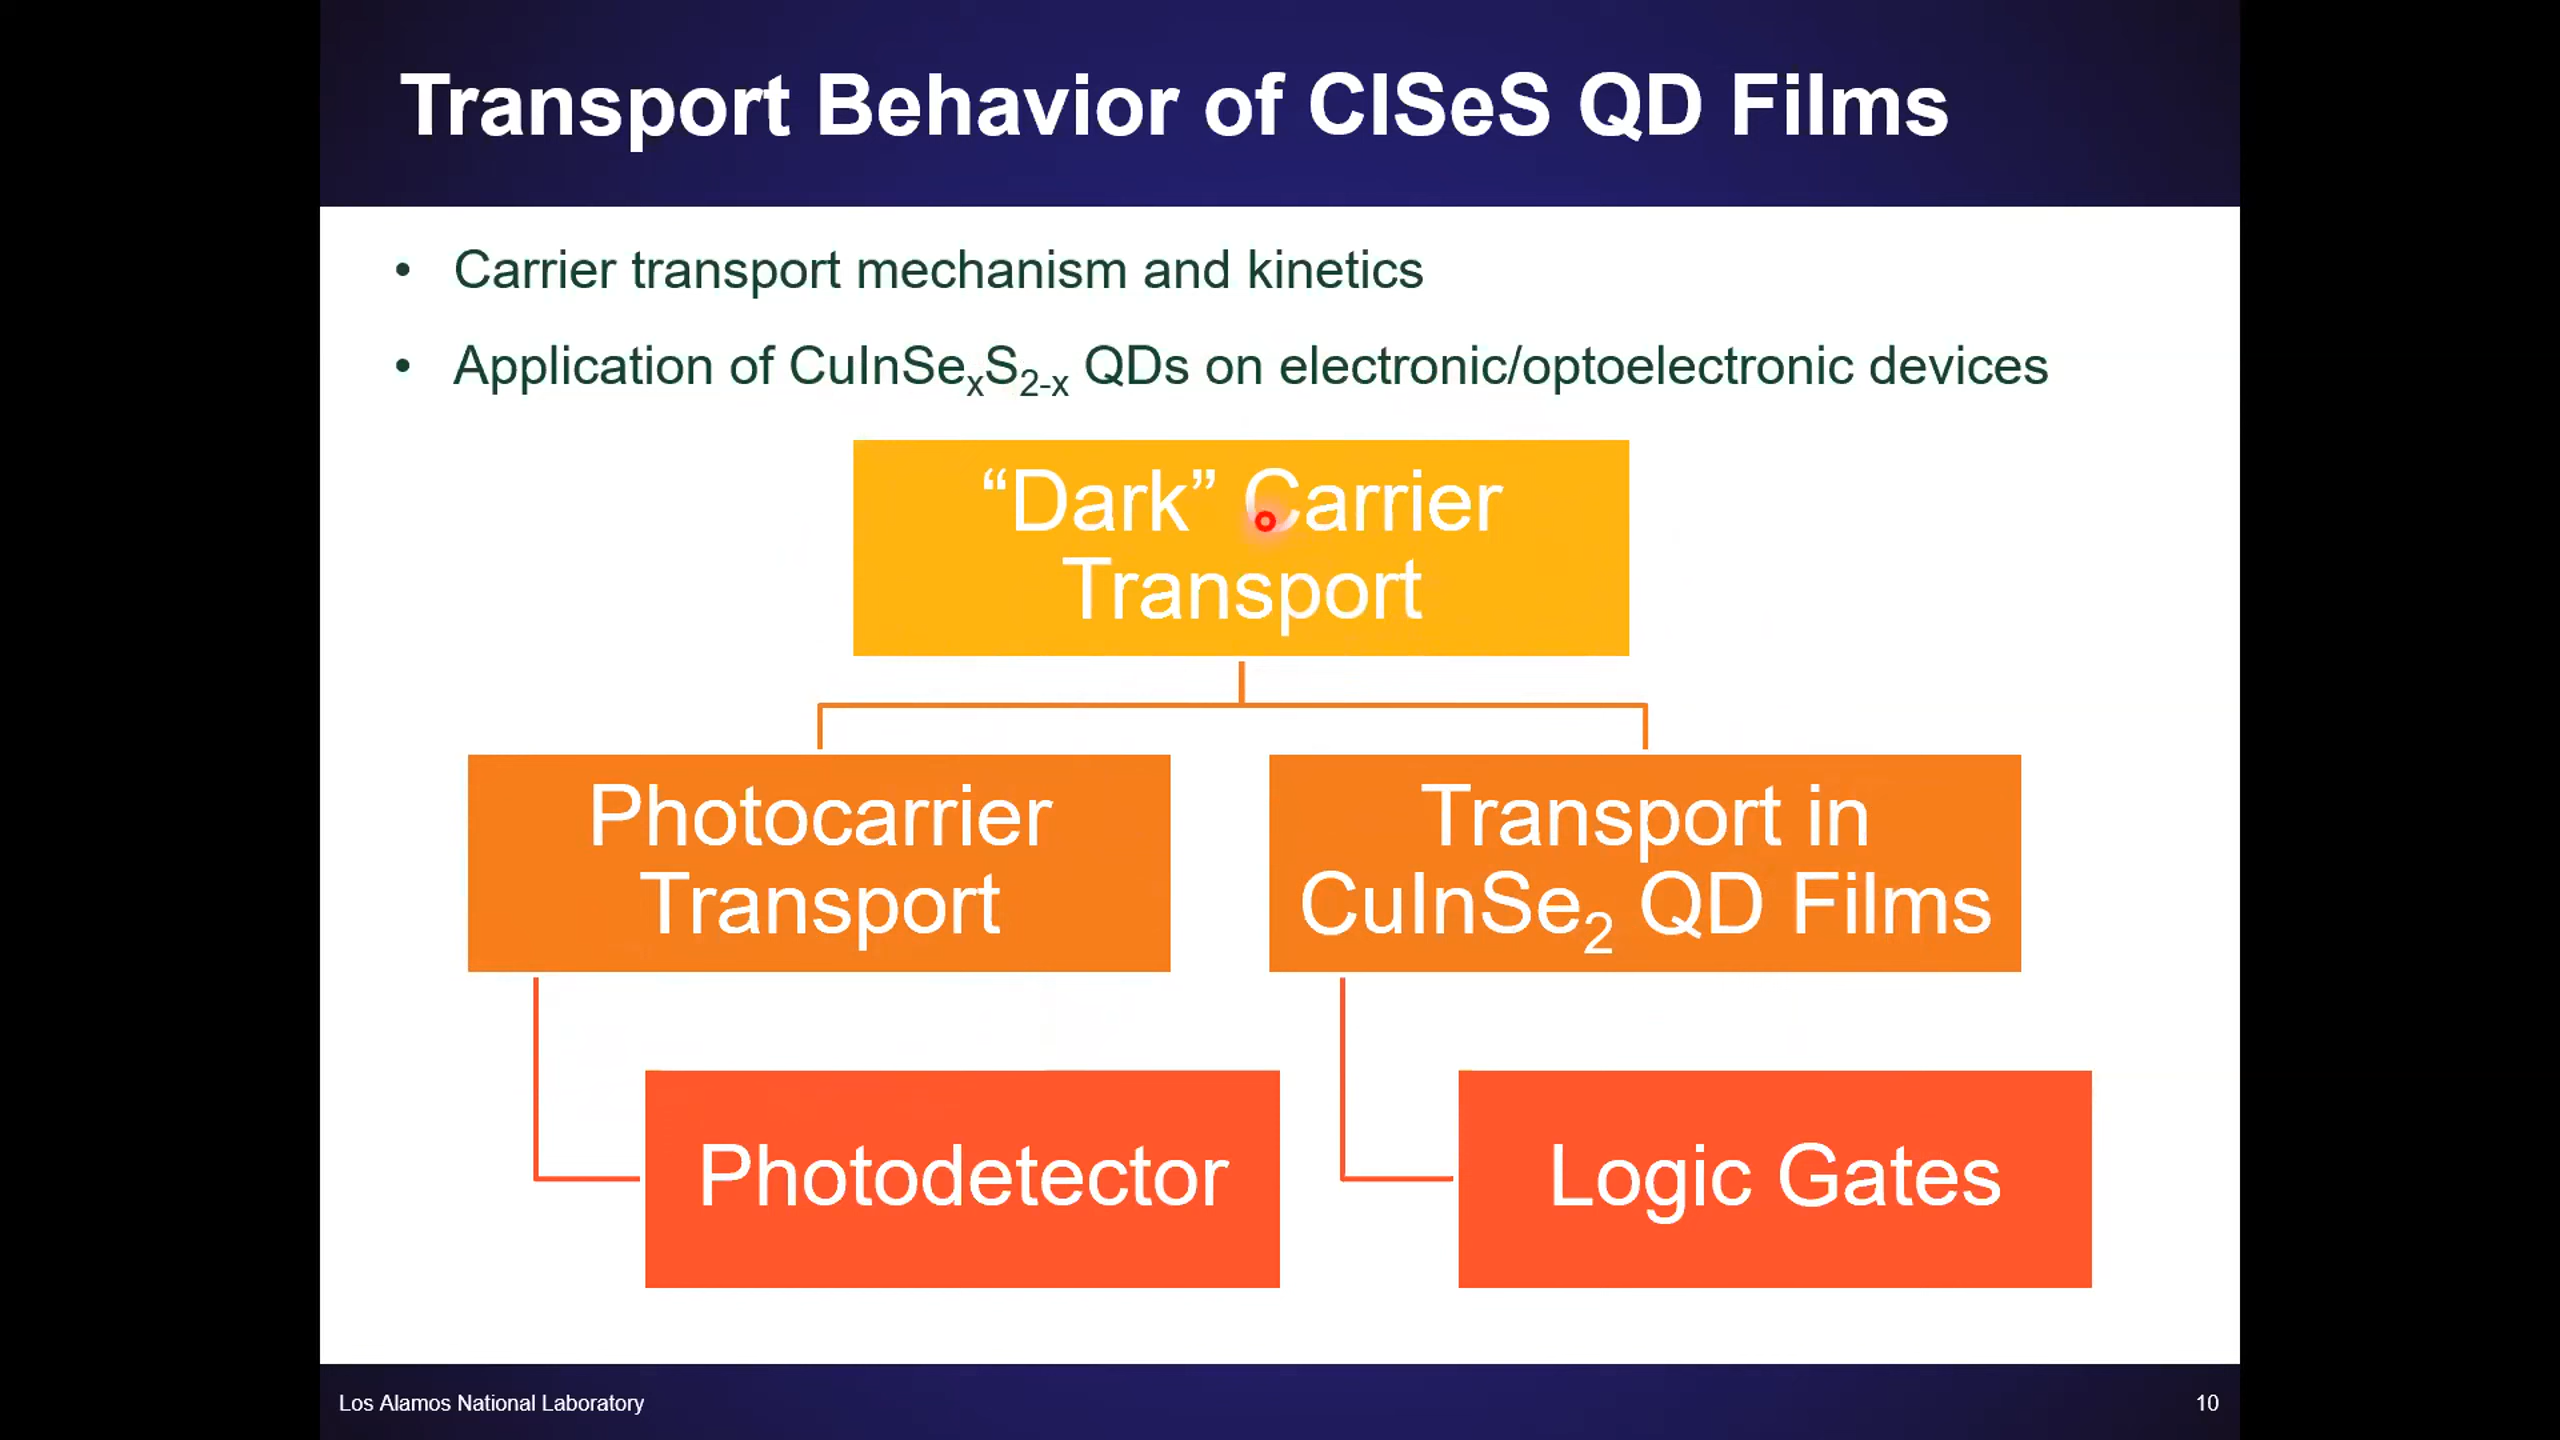 Transport Behavior of CISeS QD Films
• Carrier transport mechanism and kinetics
• Application of CuInSeₓS₂₋ₓ QDs on electronic/optoelectronic devices
“Dark” Carrier
Transport
Photocarrier
Transport
Transport in
CuInSe₂ QD Films
Photodetector
Logic Gates
Los Alamos National Laboratory
10